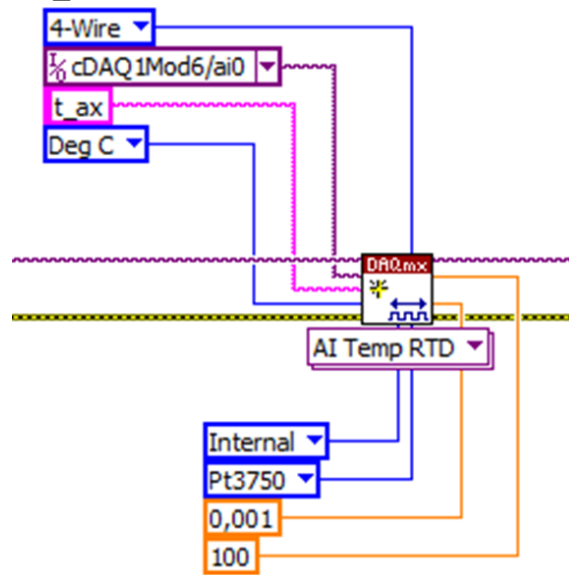 4-Wire
I/O cDAQ1Mod6/ai0
t_ax
Deg C
DAQmx
AI Temp RTD
Internal
Pt3750
0,001
100